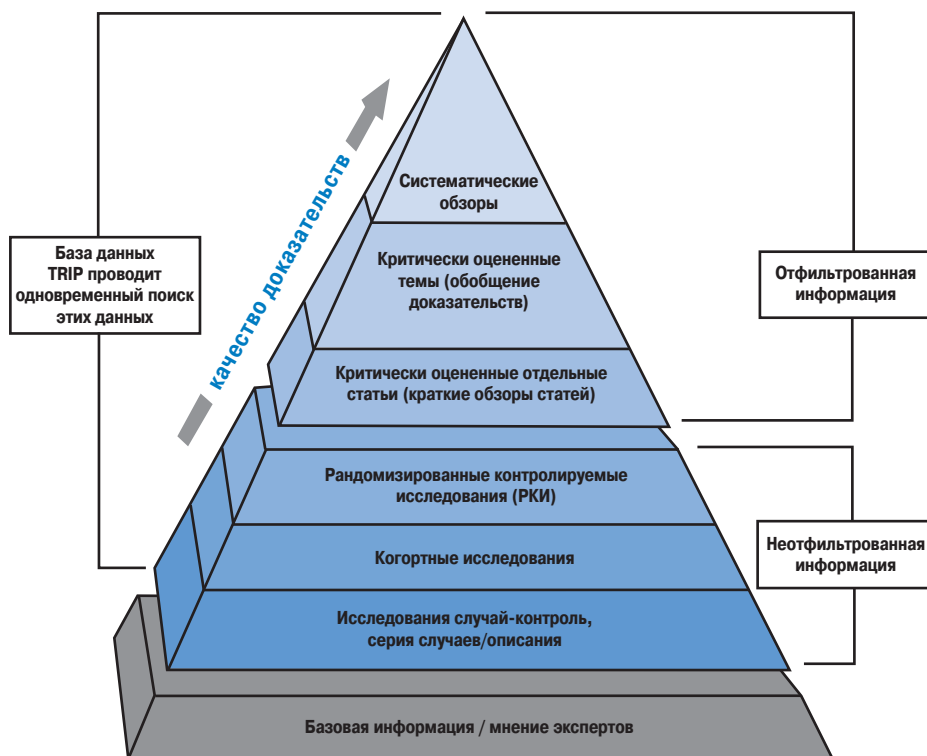 качество доказательств
Систематические
обзоры
База данных
TRIP проводит
одновременный поиск
этих данных
Критически оцененные
темы (обобщение
доказательств)
Отфильтрованная
информация
Критически оцененные отдельные
статьи (краткие обзоры статей)
Рандомизированные контролируемые
исследования (РКИ)
Когортные исследования
Неотфильтрованная
информация
Исследования случай-контроль,
серия случаев/описания
Базовая информация / мнение экспертов